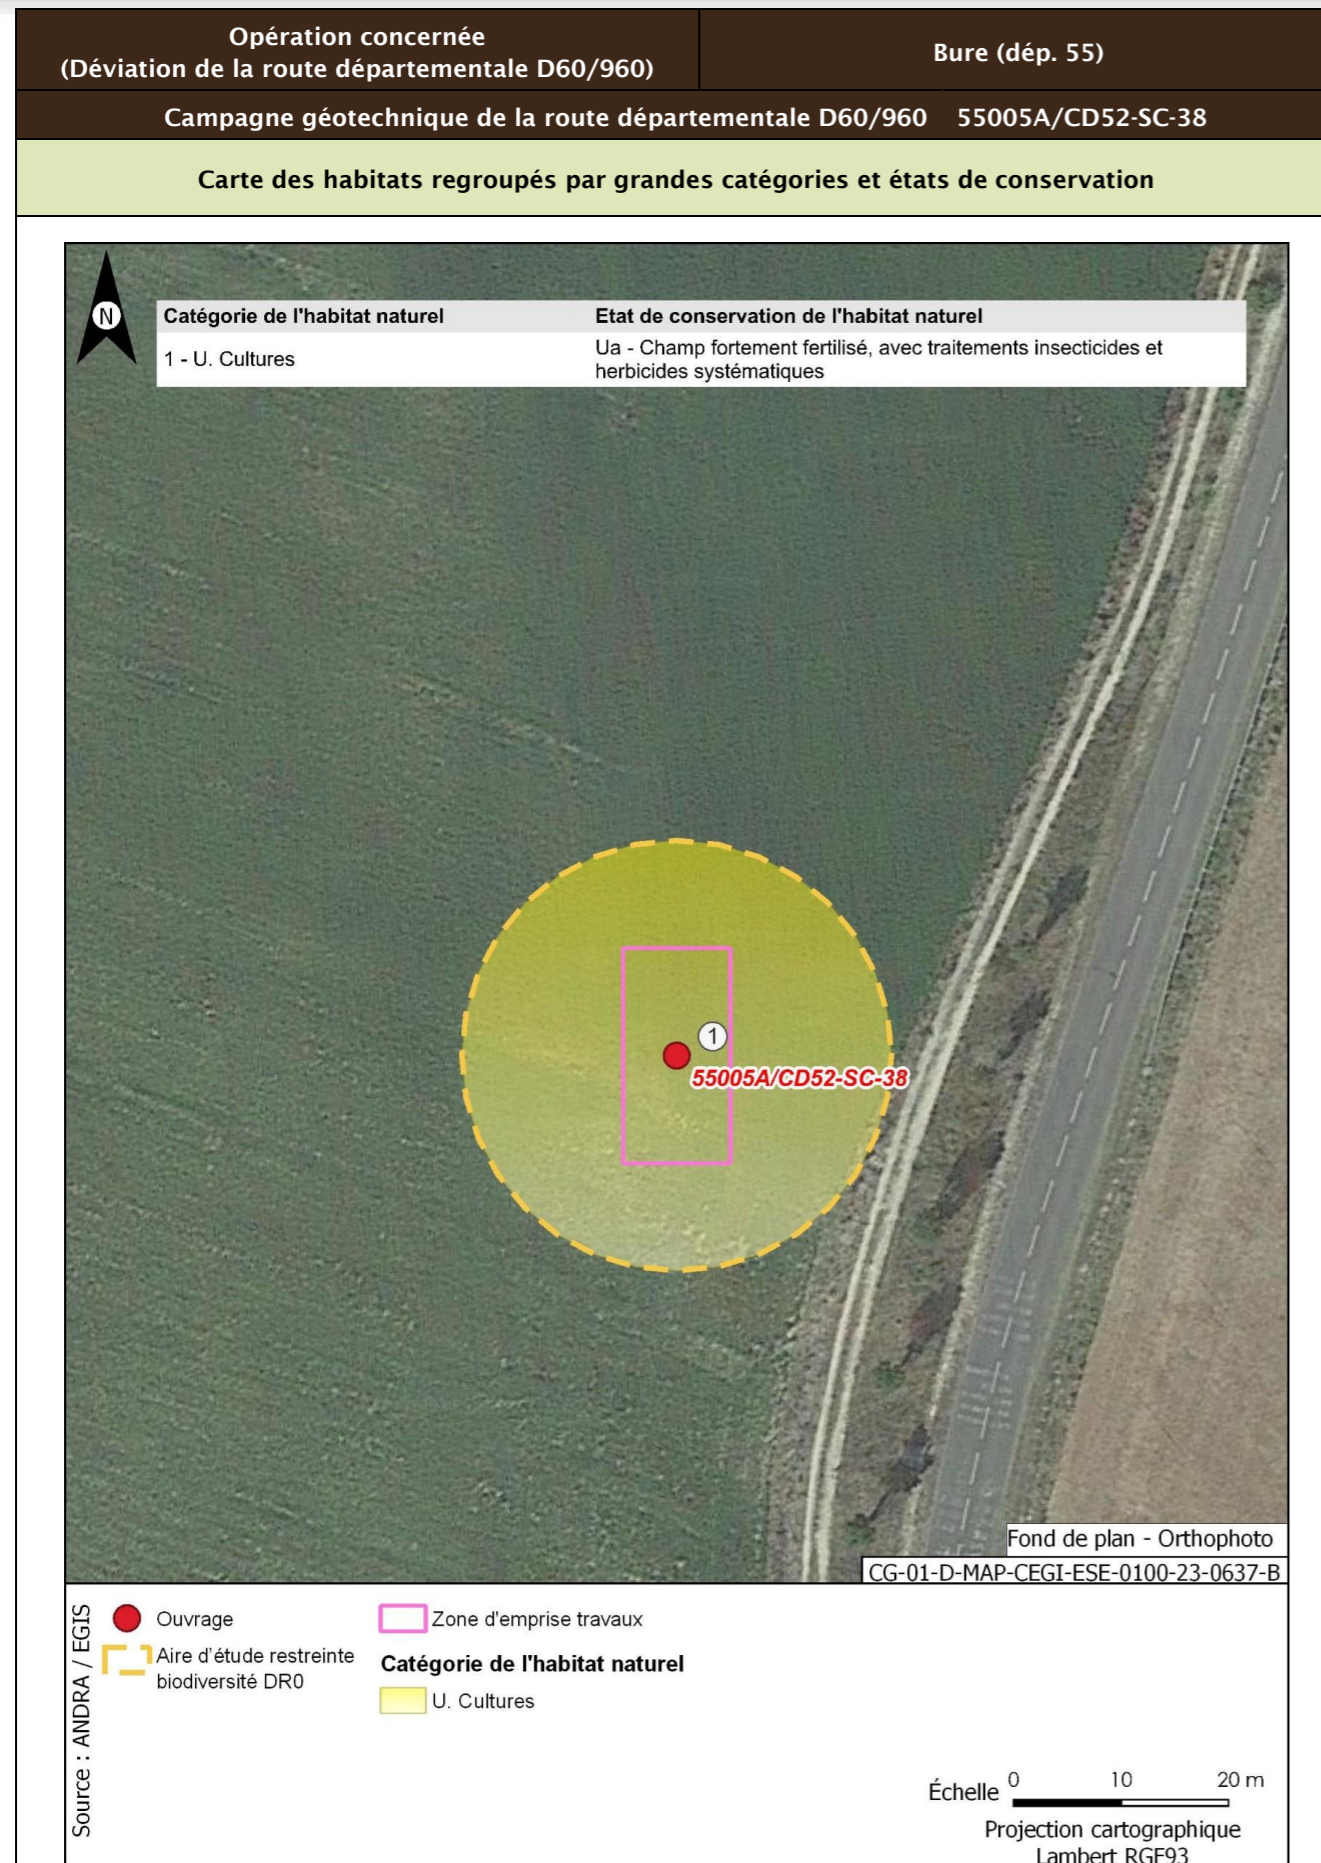 Opération concernée
(Déviation de la route départementale D60/960)
Bure (dép. 55)
Campagne géotechnique de la route départementale D60/960 55005A/CD52-SC-38
Carte des habitats regroupés par grandes catégories et états de conservation
N
Catégorie de l'habitat naturel
Etat de conservation de l'habitat naturel
1 - U. Cultures
Ua - Champ fortement fertilisé, avec traitements insecticides et
herbicides systématiques
1
55005A/CD52-SC-38
Fond de plan - Orthophoto
CG-01-D-MAP-CEGI-ESE-0100-23-0637-B
Source : ANDRA / EGIS
Ouvrage
Aire d'étude restreinte
biodiversité DR0
Zone d'emprise travaux
Catégorie de l'habitat naturel
U. Cultures
Échelle 0 10 20 m
Projection cartographique
Lambert RGF93